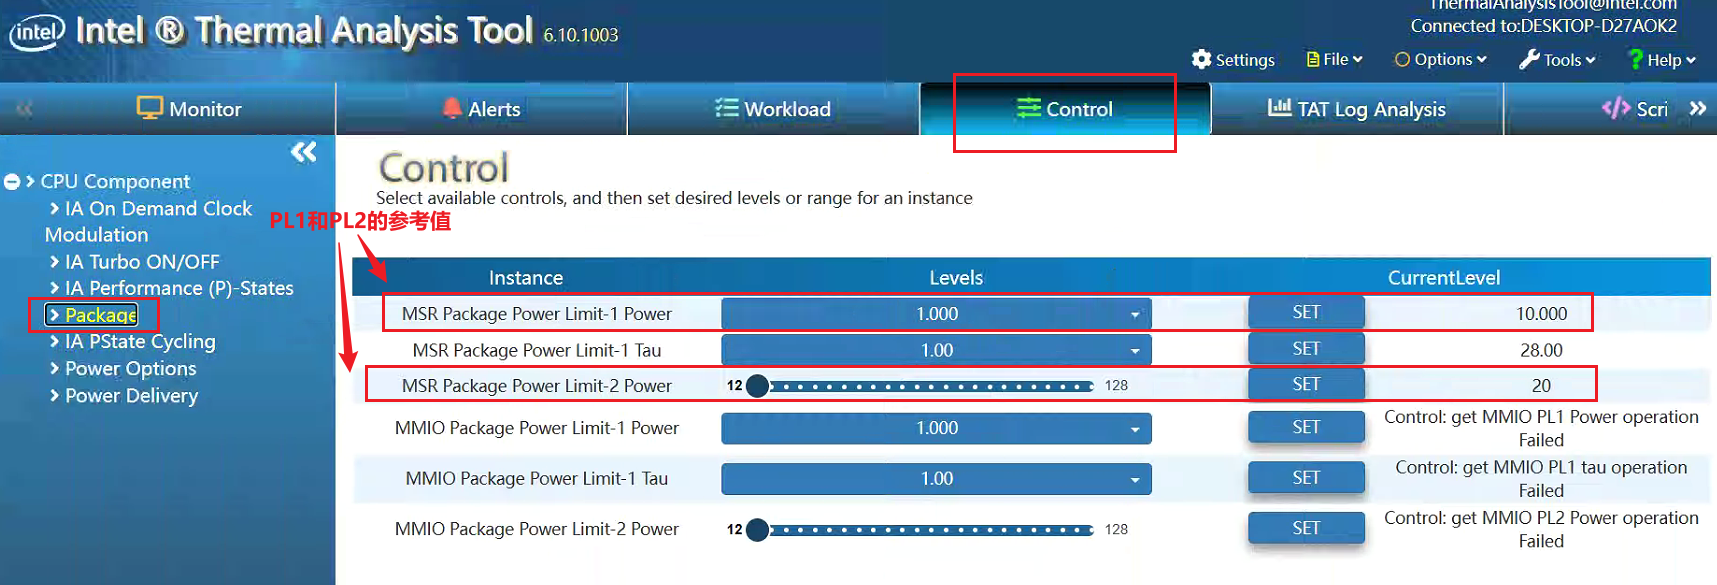 ThermalAnalysisTool@intel.com
intel Intel ® Thermal Analysis Tool 6.10.1003
Connected to:DESKTOP-D27AOK2
Settings File Options Tools Help
Monitor Alerts Workload Control TAT Log Analysis Scri
CPU Component
IA On Demand Clock
Modulation
IA Turbo ON/OFF
IA Performance (P)-States
Package
IA PState Cycling
Power Options
Power Delivery
Control
Select available controls, and then set desired levels or range for an instance
PL1和PL2的参考值
Instance Levels CurrentLevel
MSR Package Power Limit-1 Power 1.000 SET 10.000
MSR Package Power Limit-1 Tau 1.00 SET 28.00
MSR Package Power Limit-2 Power 12 128 SET 20
MMIO Package Power Limit-1 Power 1.000 SET Control: get MMIO PL1 Power operation
Failed
MMIO Package Power Limit-1 Tau 1.00 SET Control: get MMIO PL1 tau operation
Failed
MMIO Package Power Limit-2 Power 12 128 SET Control: get MMIO PL2 Power operation
Failed